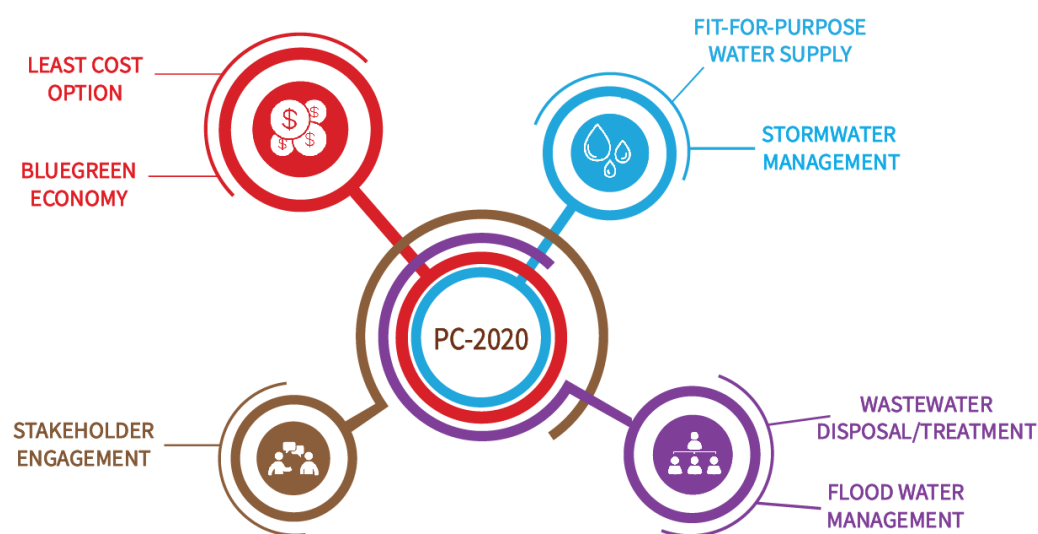 LEAST COST
OPTION
BLUEGREEN
ECONOMY
FIT-FOR-PURPOSE
WATER SUPPLY
STORMWATER
MANAGEMENT
PC-2020
STAKEHOLDER
ENGAGEMENT
WASTEWATER
DISPOSAL/TREATMENT
FLOOD WATER
MANAGEMENT
$
$
$
$